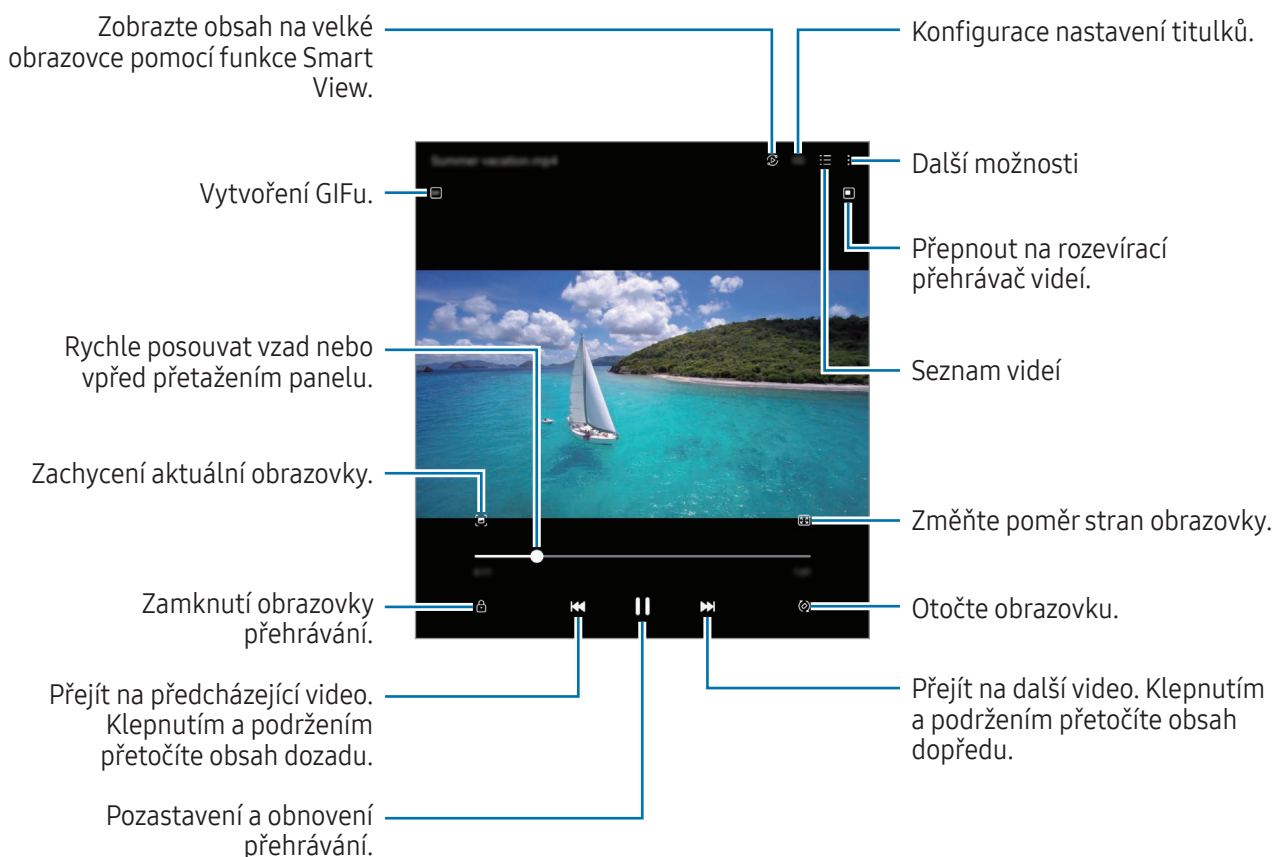 Zobrazte obsah na velké
obrazovce pomocí funkce Smart
View.
Konfigurace nastavení titulků.
Summer vacation.mp4
Další možnosti
Vytvoření GIFu.
Přepnout na rozevírací
přehrávač videí.
Rychle posouvat vzad nebo
vpřed přetažením panelu.
Seznam videí
Zachycení aktuální obrazovky.
Změňte poměr stran obrazovky.
Zamknutí obrazovky
přehrávání.
Otočte obrazovku.
Přejít na předcházející video.
Klepnutím a podržením
přetočíte obsah dozadu.
Přejít na další video. Klepnutím
a podržením přetočíte obsah
dopředu.
Pozastavení a obnovení
přehrávání.